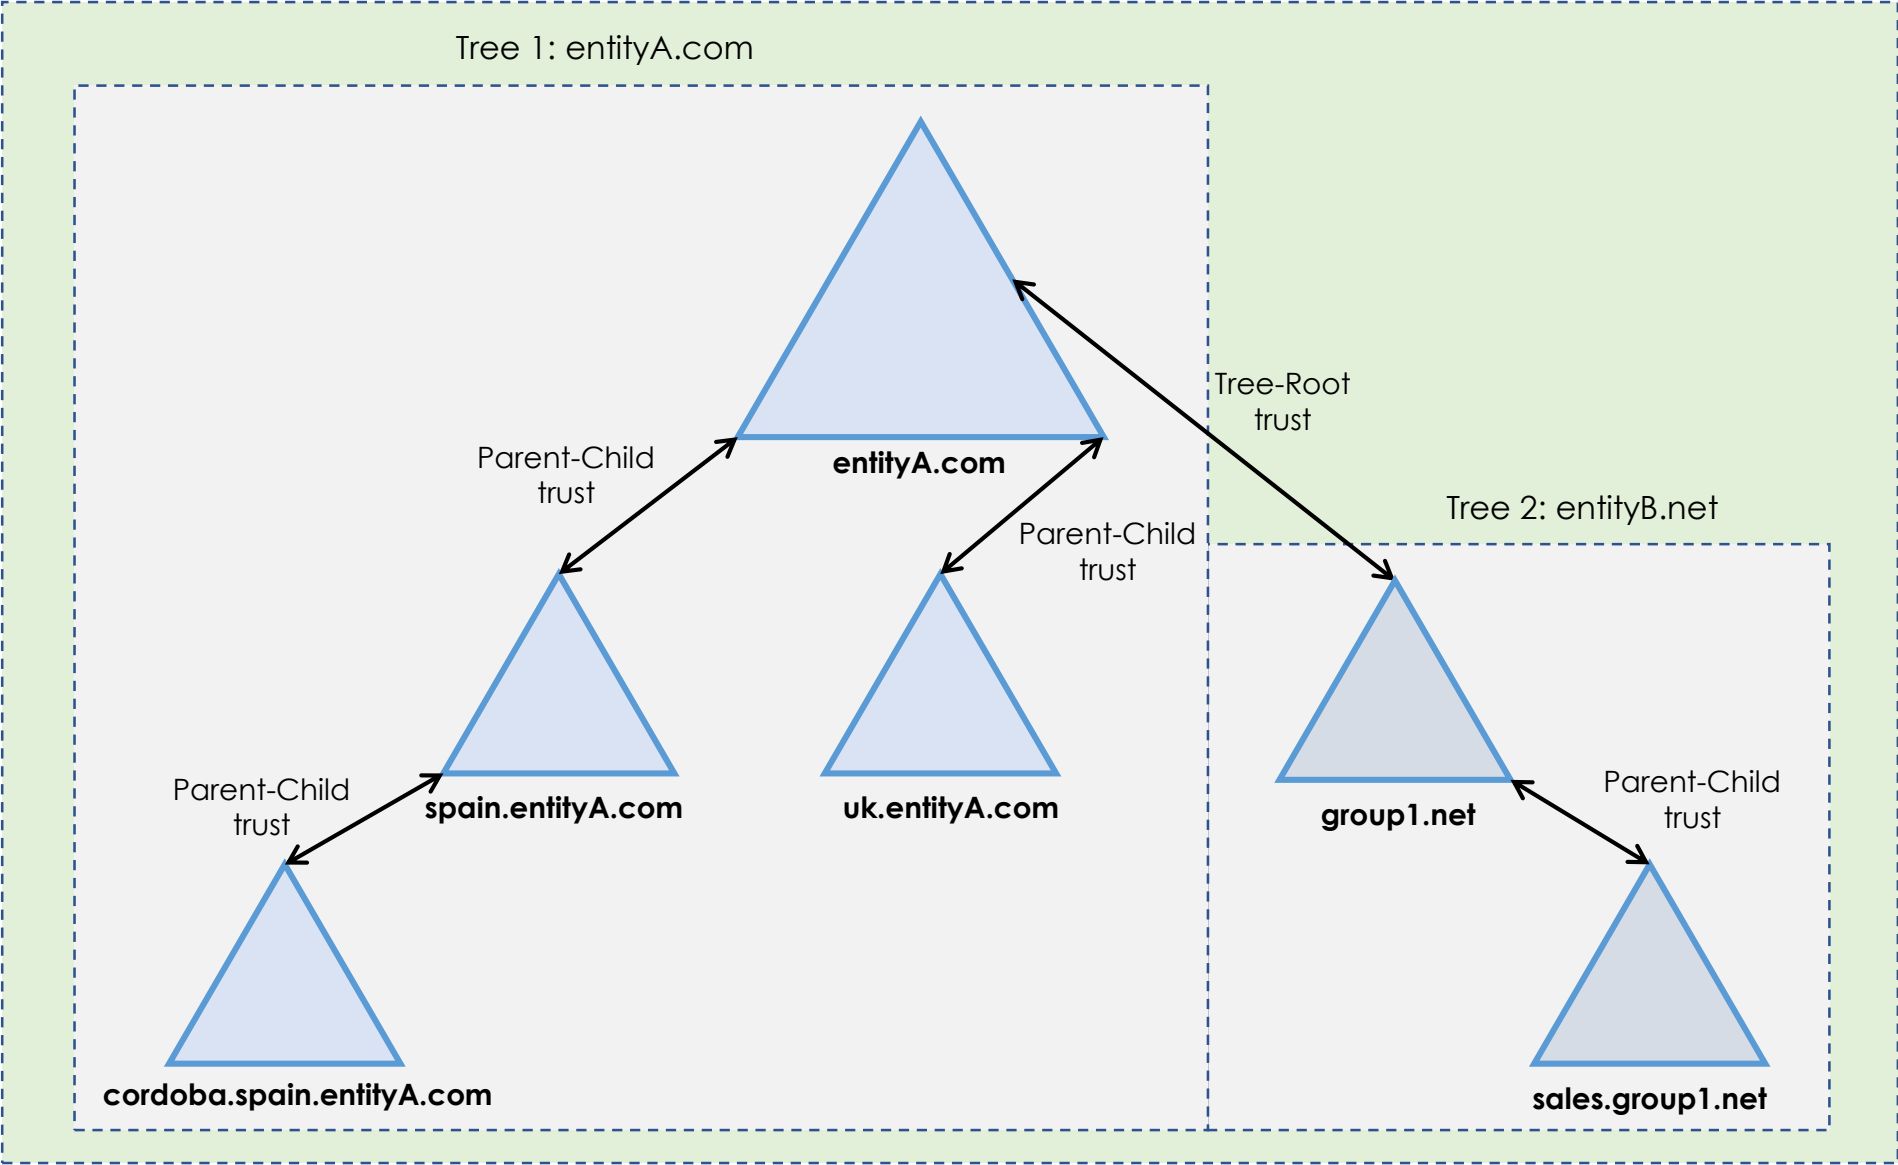 Tree 1: entityA.com
Tree-Root
trust
Parent-Child
trust
entityA.com
Tree 2: entityB.net
Parent-Child
trust
Parent-Child
trust
spain.entityA.com
uk.entityA.com
group1.net
Parent-Child
trust
cordoba.spain.entityA.com
sales.group1.net